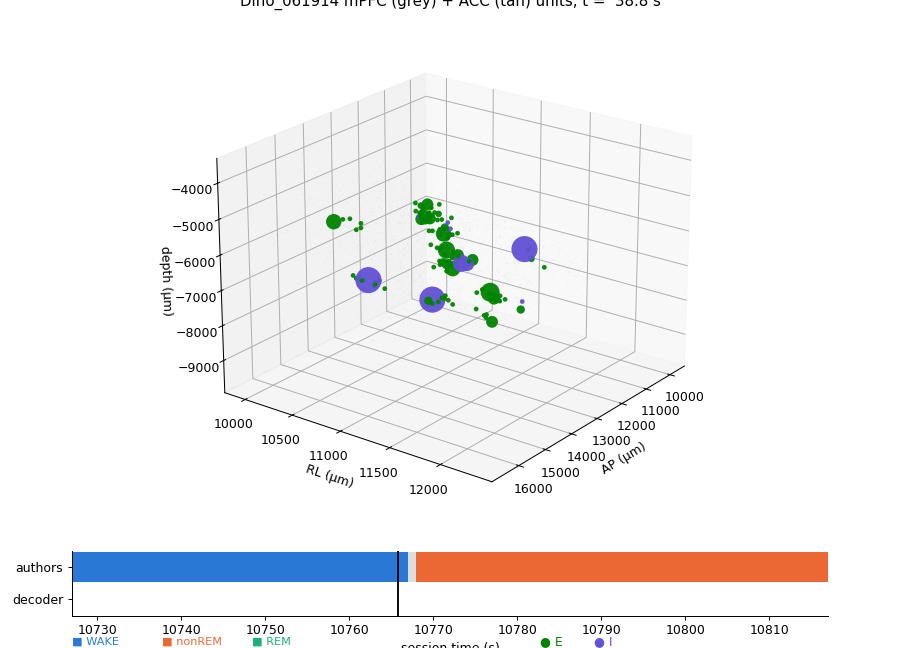 Dino_061914 mPFC (grey) + ACC (tan) units, t = 38.8 s
−4000
−5000
−6000
−7000
−8000
−9000
depth (μm)
10000
10500
11000
11500
12000
RL (μm)
10000
11000
12000
13000
14000
15000
16000
AP (μm)
authors
decoder
10730 10740 10750 10760 10770 10780 10790 10800 10810
session time (s)
WAKE nonREM REM E I